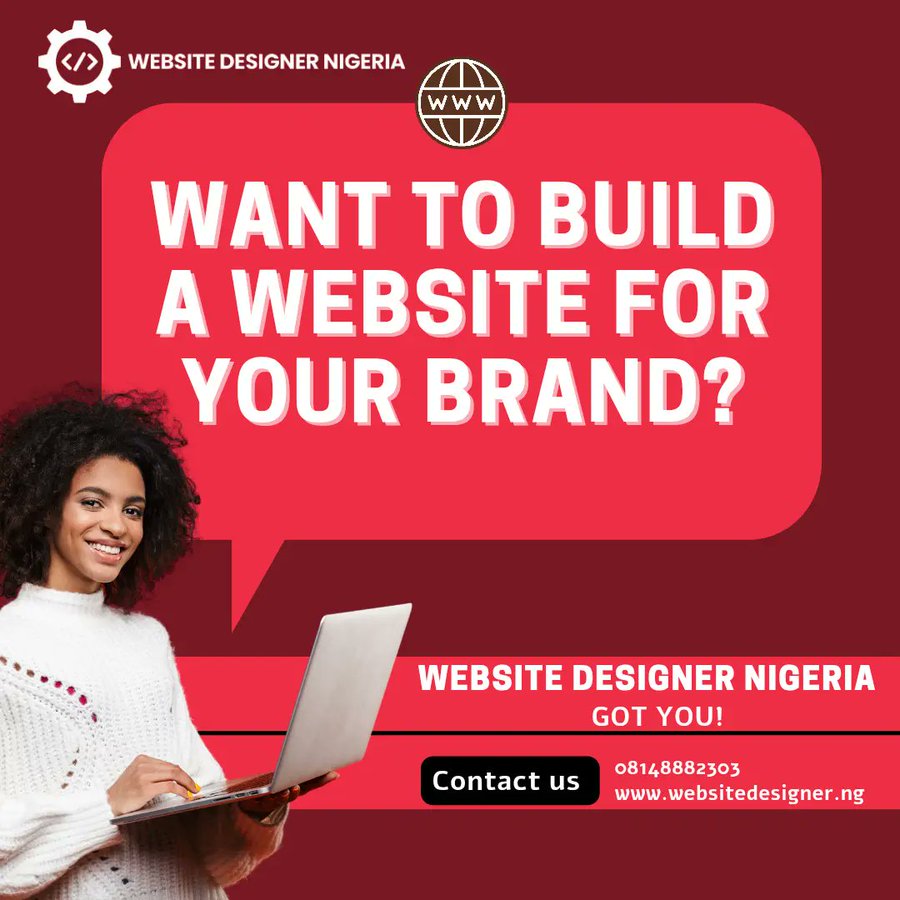 </>
WEBSITE DESIGNER NIGERIA
WWW
WANT TO BUILD
A WEBSITE FOR
YOUR BRAND?
WEBSITE DESIGNER NIGERIA
GOT YOU!
Contact us
08148882303
www.websitedesigner.ng